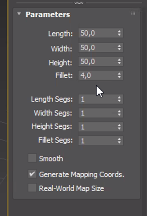 Parameters
Length: 50,0
Width: 50,0
Height: 50,0
Fillet: 4,0
Length Segs: 1
Width Segs: 1
Height Segs: 1
Fillet Segs: 1
Smooth
Generate Mapping Coords.
Real-World Map Size